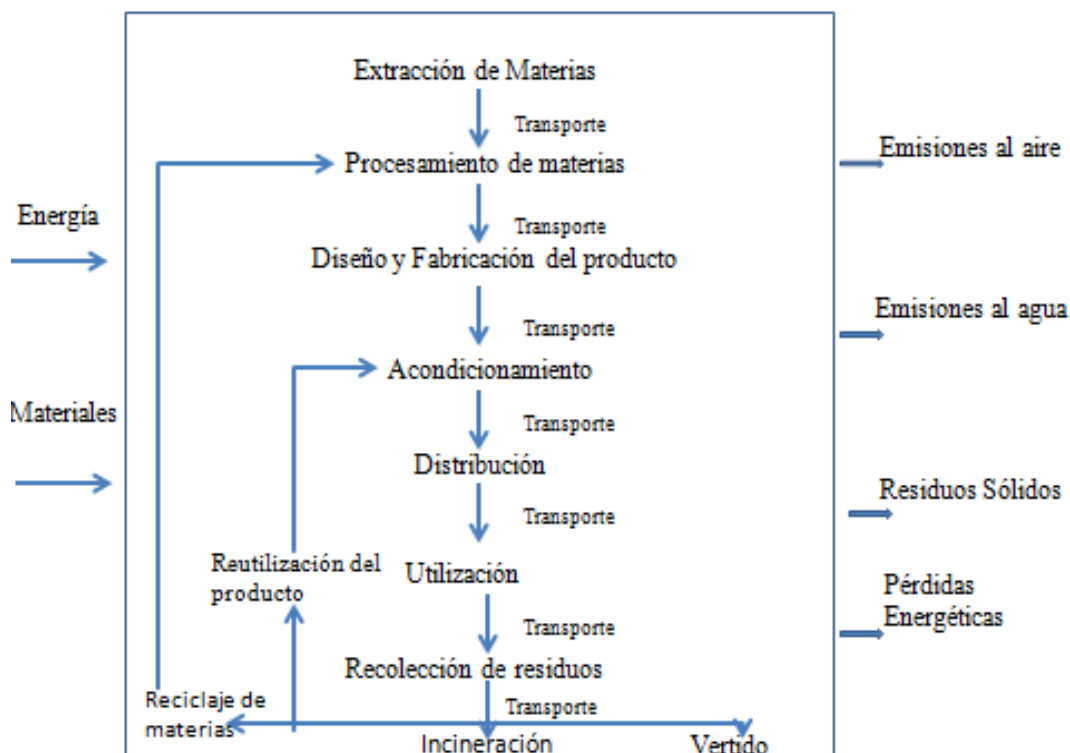 Extracción de Materias
Transporte
Procesamiento de materias
Emisiones al aire
Energía
Transporte
Diseño y Fabricación del producto
Transporte
Emisiones al agua
Acondicionamiento
Materiales
Transporte
Distribución
Transporte
Residuos Sólidos
Reutilización del
producto
Utilización
Pérdidas
Energéticas
Transporte
Recolección de residuos
Reciclaje de
materias
Transporte
Incineración
Vertido